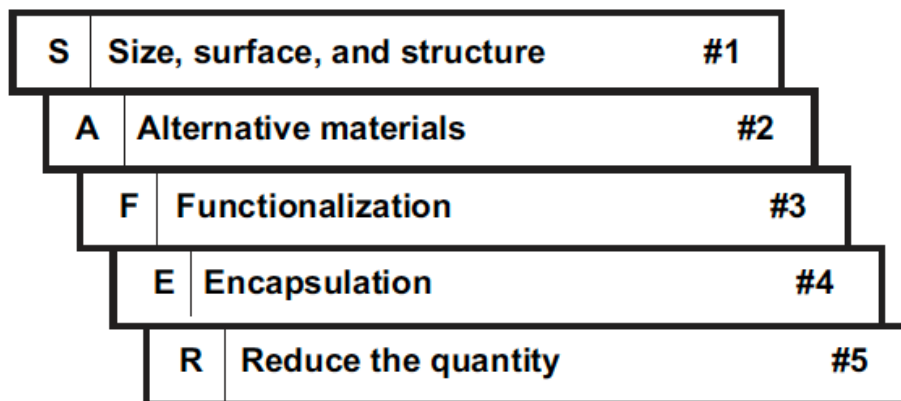 S Size, surface, and structure #1
A Alternative materials #2
F Functionalization #3
E Encapsulation #4
R Reduce the quantity #5